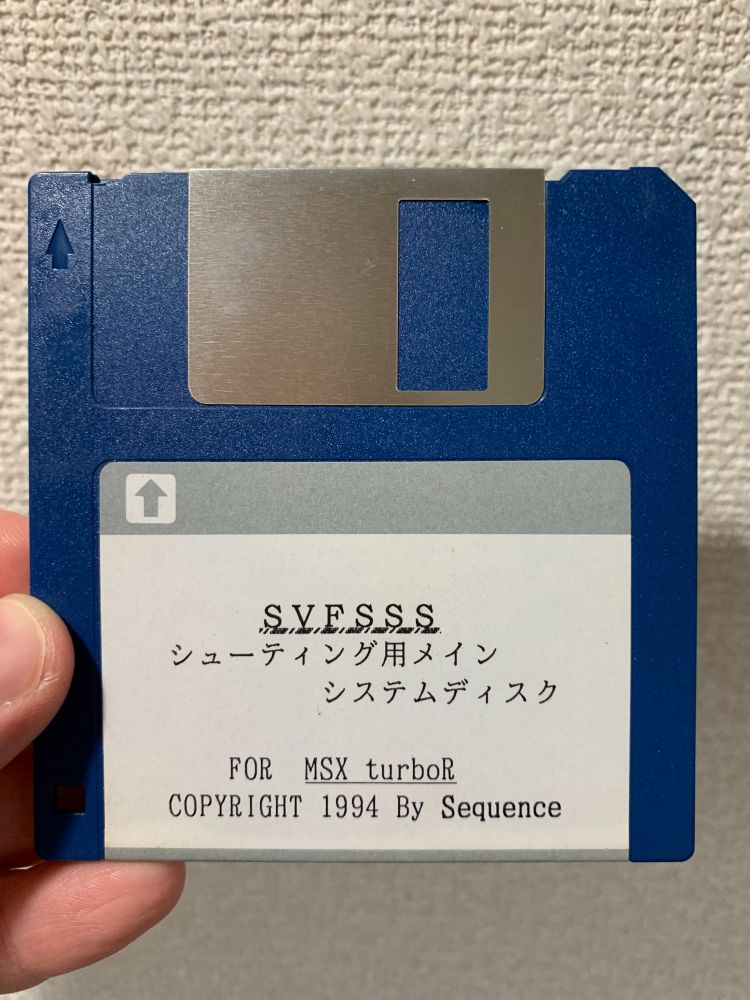 SVFSSS
シューティング用メイン
システムディスク
FOR MSX turboR
COPYRIGHT 1994 By Sequence